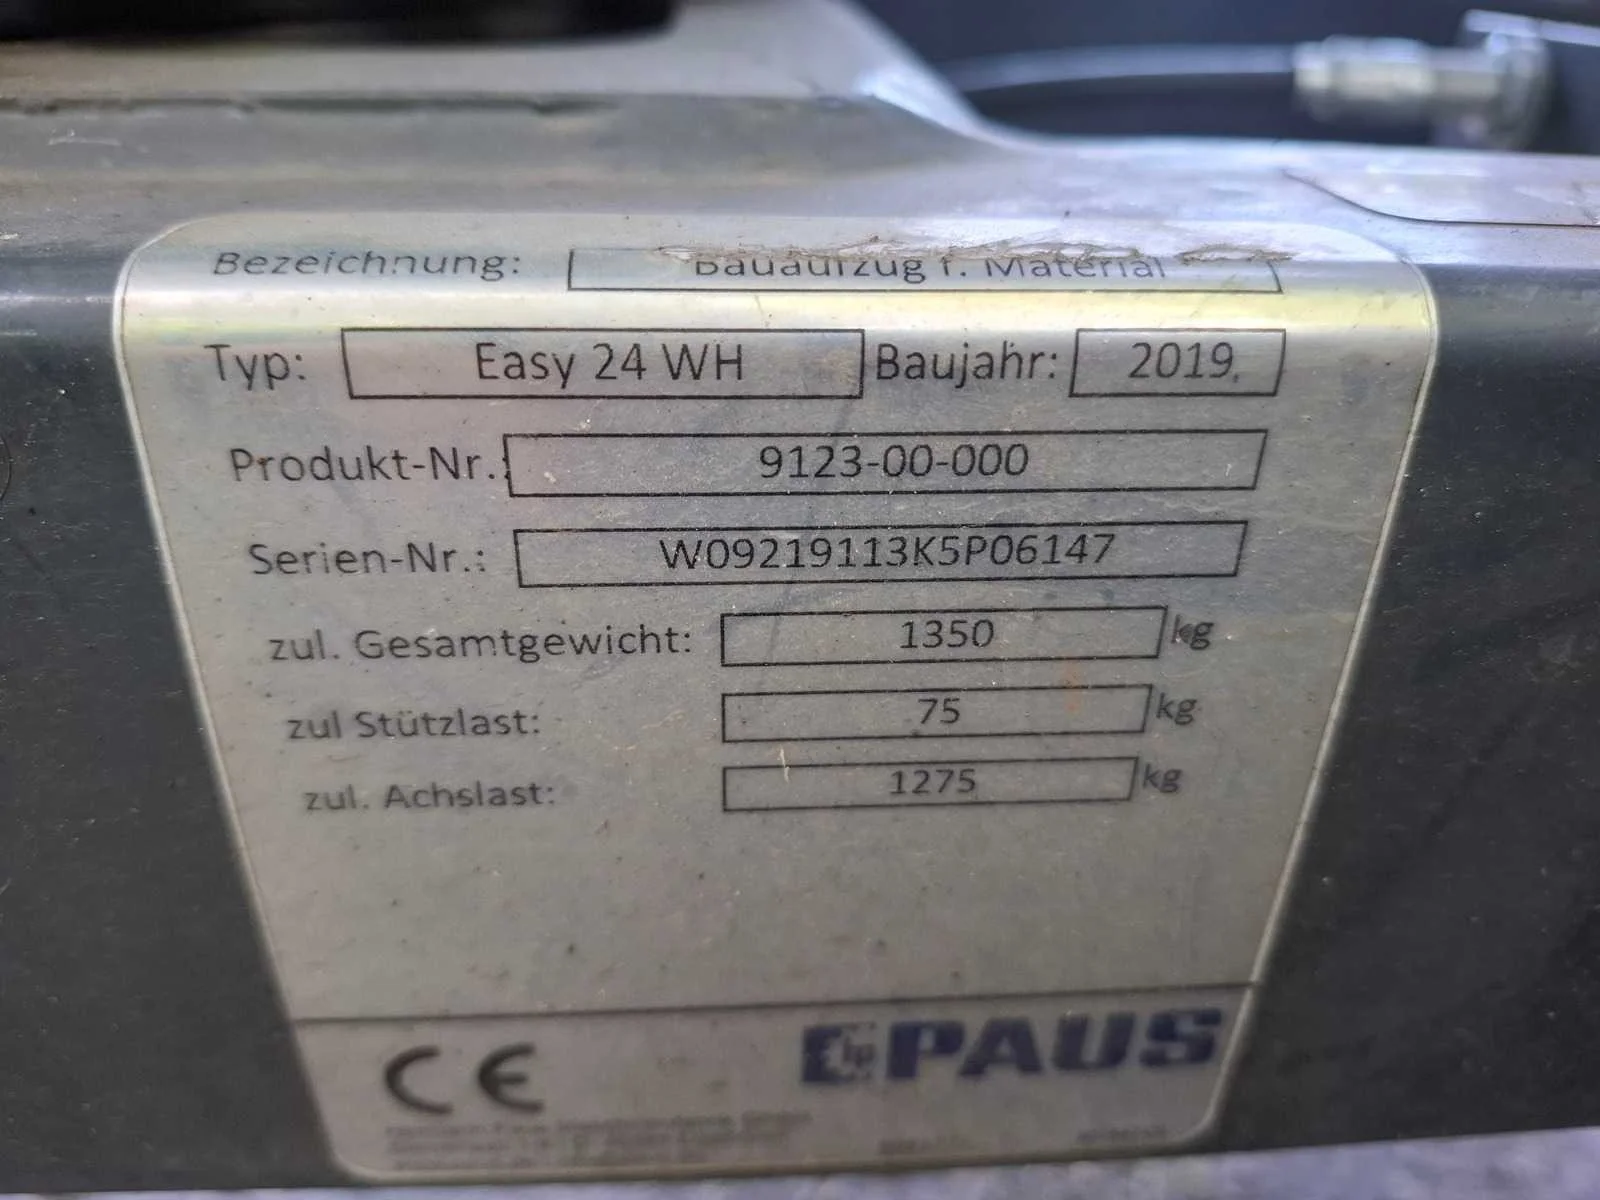 Bezeichnung: Bauaufzug f. Material
Typ: Easy 24 WH Baujahr: 2019
Produkt-Nr.: 9123-00-000
Serien-Nr.: W09219113K5P06147
zul. Gesamtgewicht: 1350 kg
zul Stützlast: 75 kg
zul. Achslast: 1275 kg
CE PAUS